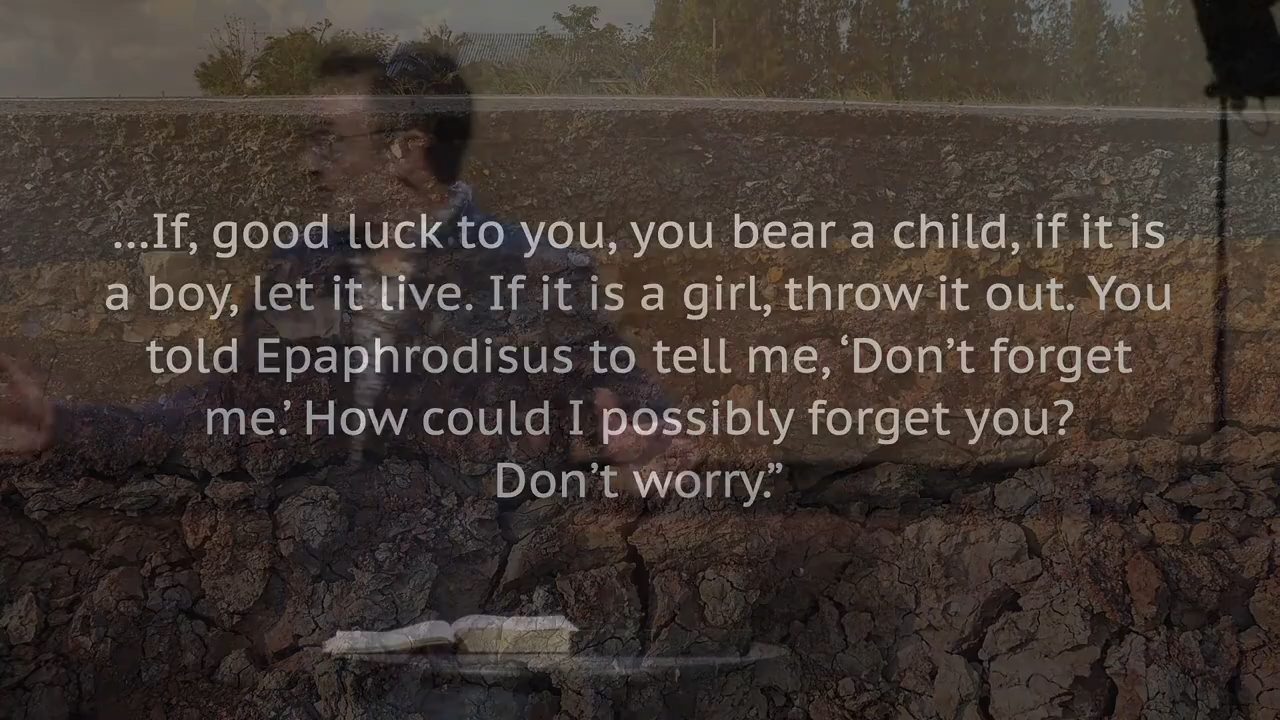 ...If, good luck to you, you bear a child, if it is
a boy, let it live. If it is a girl, throw it out. You
told Epaphrodisus to tell me, ‘Don’t forget
me.’ How could I possibly forget you?
Don’t worry.”